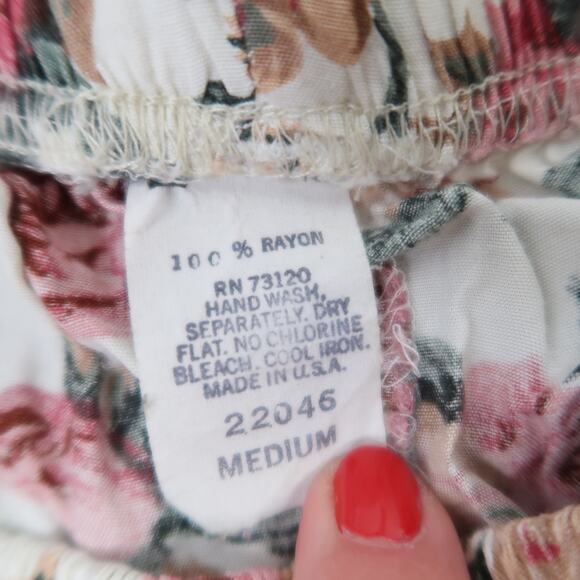 100 % RAYON
RN 73120
HAND WASH,
SEPARATELY. DRY
FLAT. NO CHLORINE
BLEACH. COOL IRON.
MADE IN U.S.A.
22046
MEDIUM